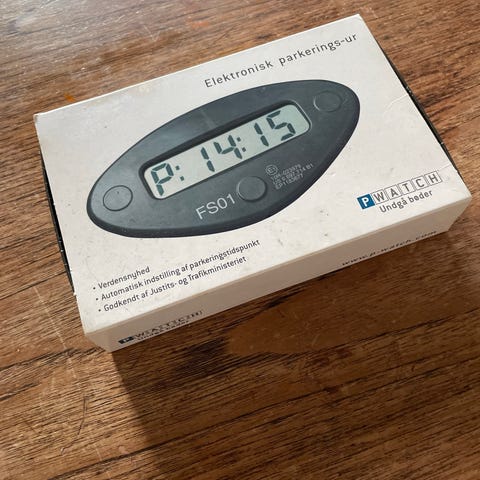 Elektronisk parkerings-ur
P: 14:15
FS01
PWATCH
Undgå bøder
• Verdensnyhed
• Automatisk indstilling af parkeringstidspunkt
• Godkendt af Justits- og Trafikministeriet
PWATCH
www.p-watch.com